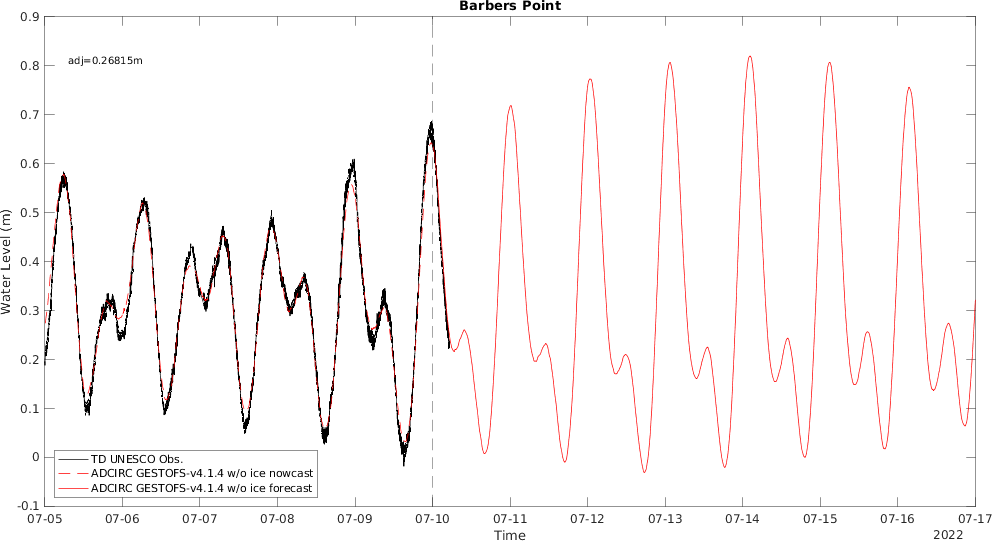 Barbers Point
0.9
0.8
0.7
0.6
0.5
0.4
0.3
0.2
0.1
0
-0.1
Water Level (m)
adj=0.26815m
TD UNESCO Obs.
ADCIRC GESTOFS-v4.1.4 w/o ice nowcast
ADCIRC GESTOFS-v4.1.4 w/o ice forecast
07-05 07-06 07-07 07-08 07-09 07-10 07-11 07-12 07-13 07-14 07-15 07-16 07-17
Time
2022